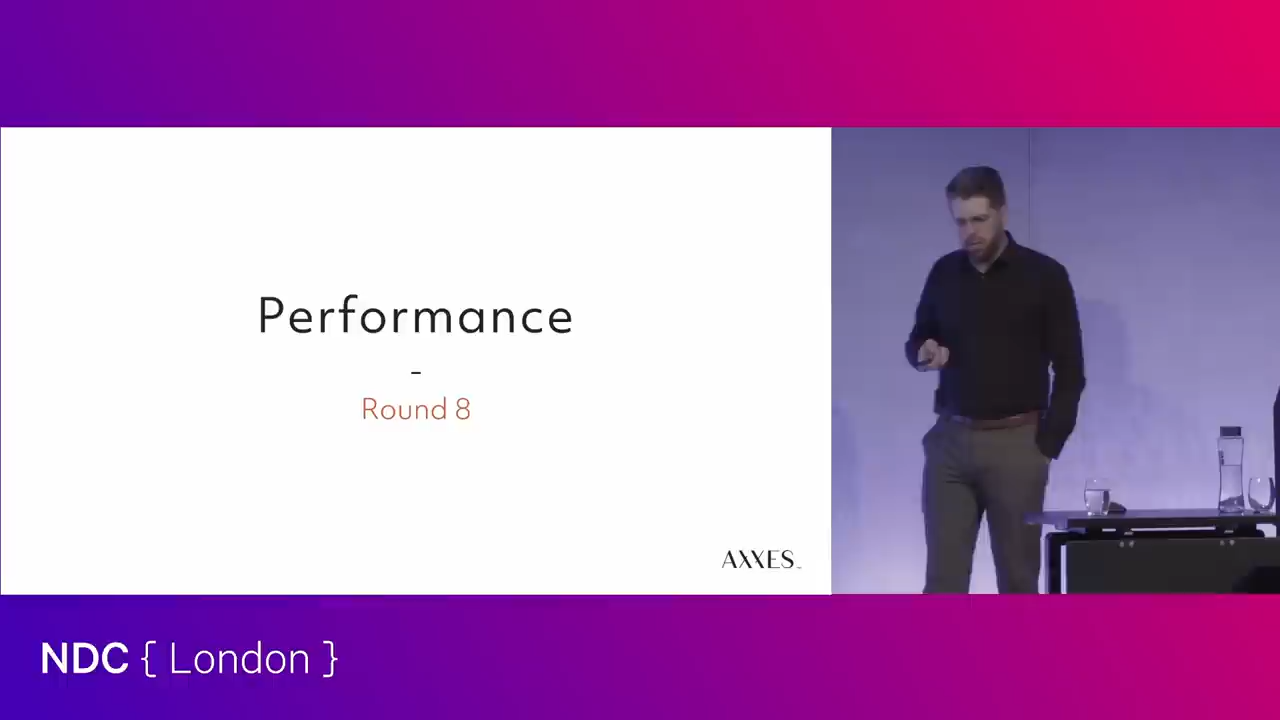 Performance
-
Round 8
AXXES
NDC { London }